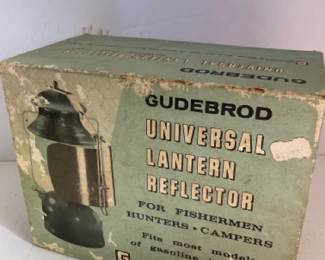 GUDEBROD
GUDEBROD
UNIVERSAL
LANTERN
REFLECTOR
FOR FISHERMEN
HUNTERS • CAMPERS
Fits most models
of gasoline
G